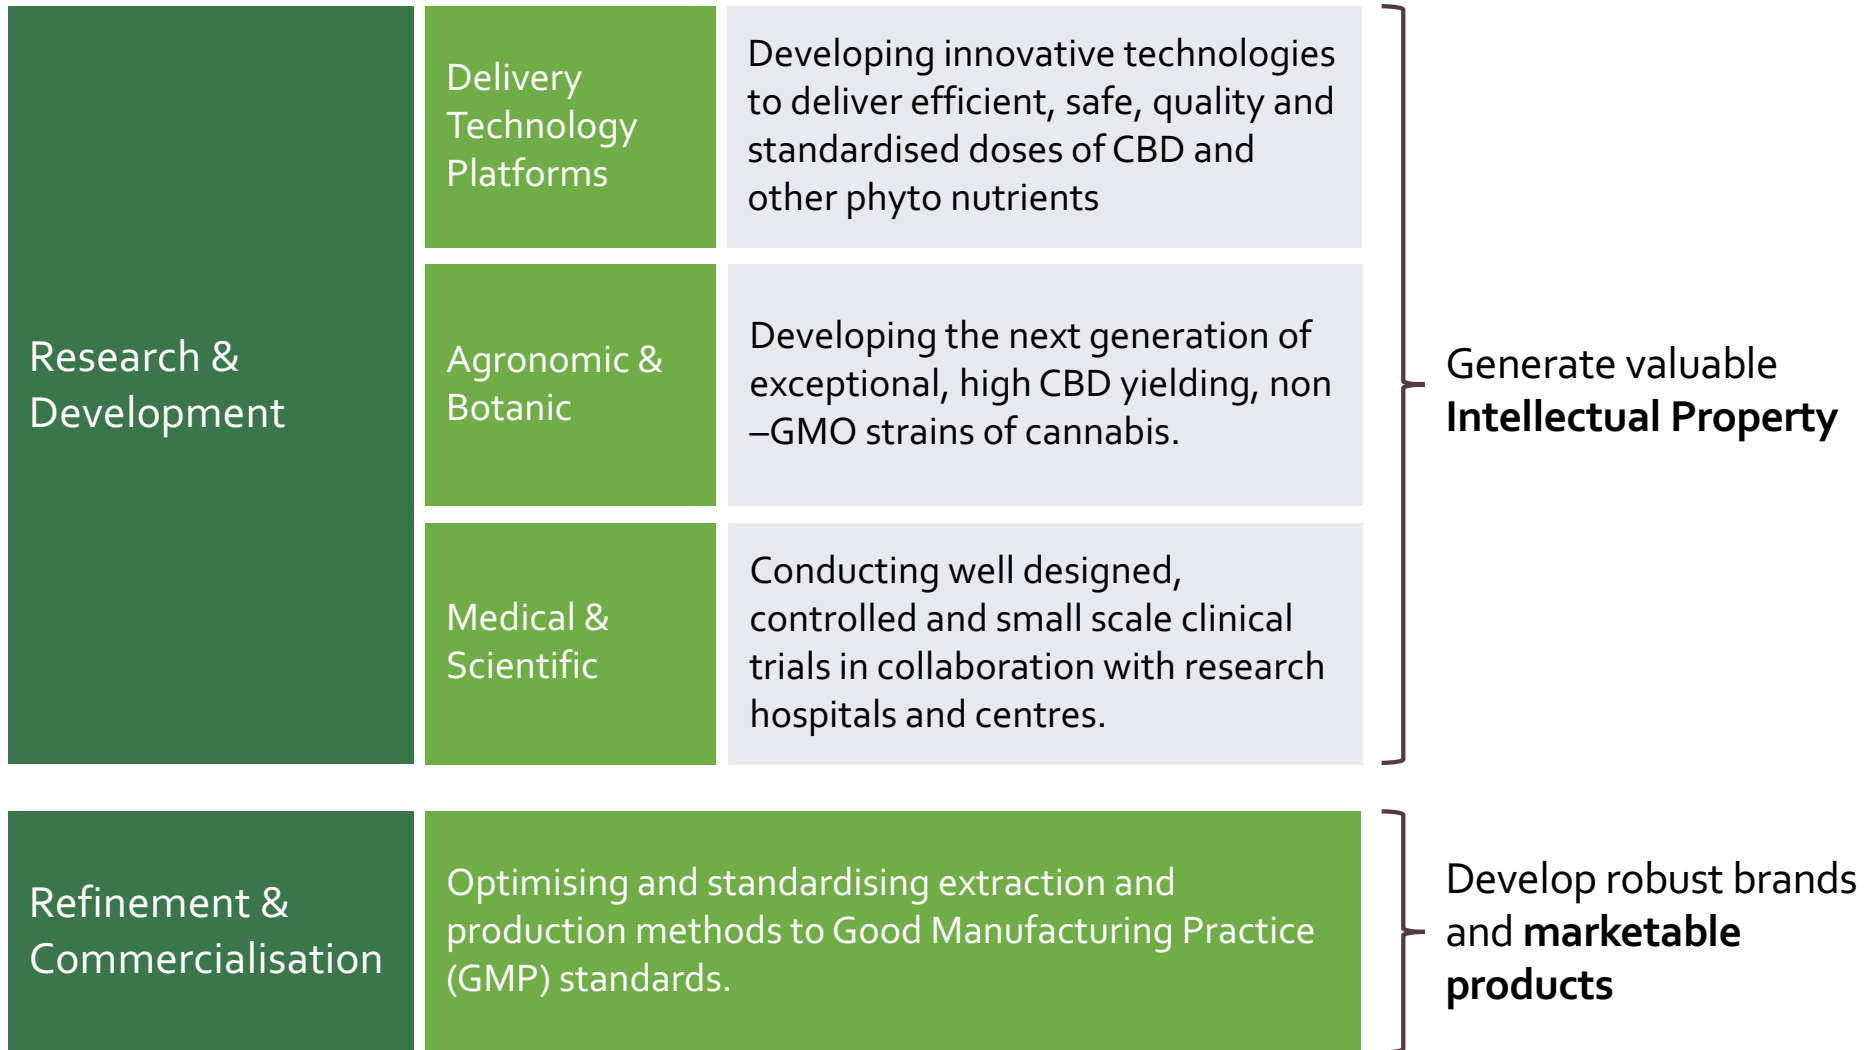 Research &
Development
Delivery
Technology
Platforms
Developing innovative technologies
to deliver efficient, safe, quality and
standardised doses of CBD and
other phyto nutrients
Agronomic &
Botanic
Developing the next generation of
exceptional, high CBD yielding, non
–GMO strains of cannabis.
Medical &
Scientific
Conducting well designed,
controlled and small scale clinical
trials in collaboration with research
hospitals and centres.
Generate valuable
Intellectual Property
Refinement &
Commercialisation
Optimising and standardising extraction and
production methods to Good Manufacturing Practice
(GMP) standards.
Develop robust brands
and marketable
products